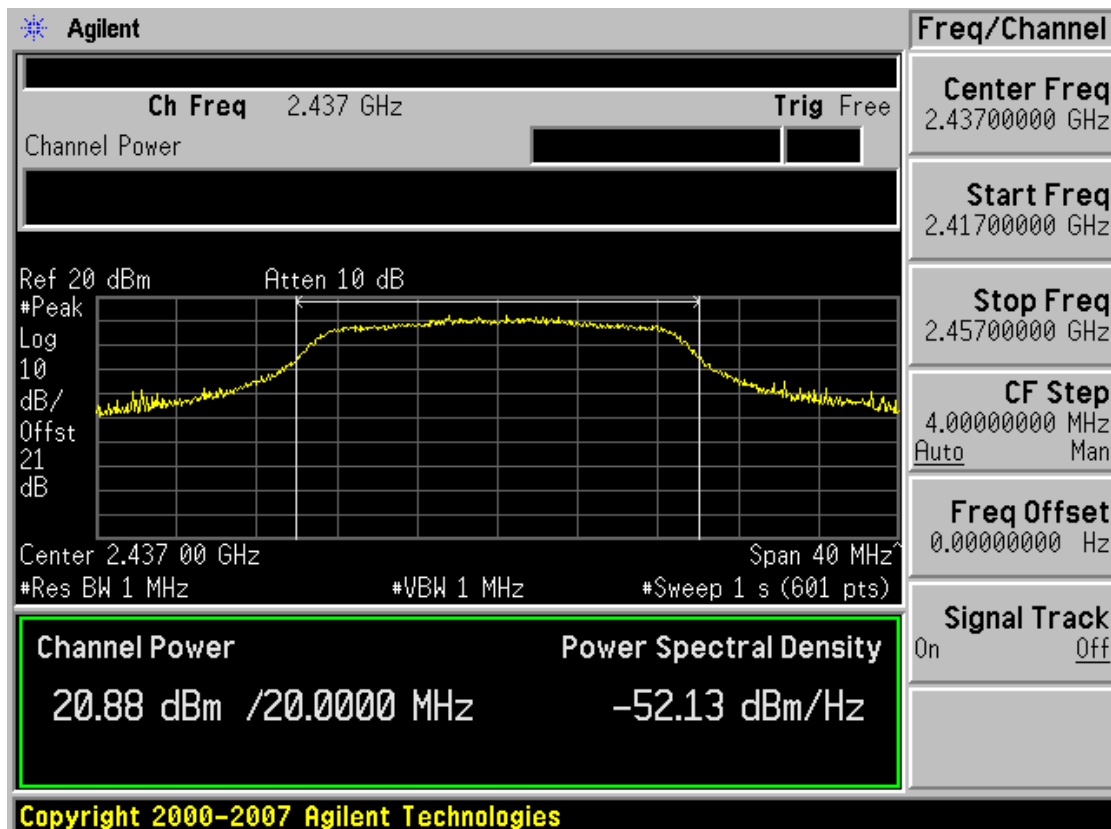 Agilent
Freq/Channel
Ch Freq 2.437 GHz Trig Free
Channel Power
Center Freq
2.43700000 GHz
Start Freq
2.41700000 GHz
Stop Freq
2.45700000 GHz
CF Step
4.00000000 MHz
Auto Man
Freq Offset
0.00000000 Hz
Signal Track
On Off
Ref 20 dBm Atten 10 dB
#Peak
Log
10
dB/
Offst
21
dB
Center 2.437 00 GHz Span 40 MHz^
#Res BW 1 MHz #VBW 1 MHz #Sweep 1 s (601 pts)
Channel Power Power Spectral Density
20.88 dBm /20.0000 MHz -52.13 dBm/Hz
Copyright 2000-2007 Agilent Technologies